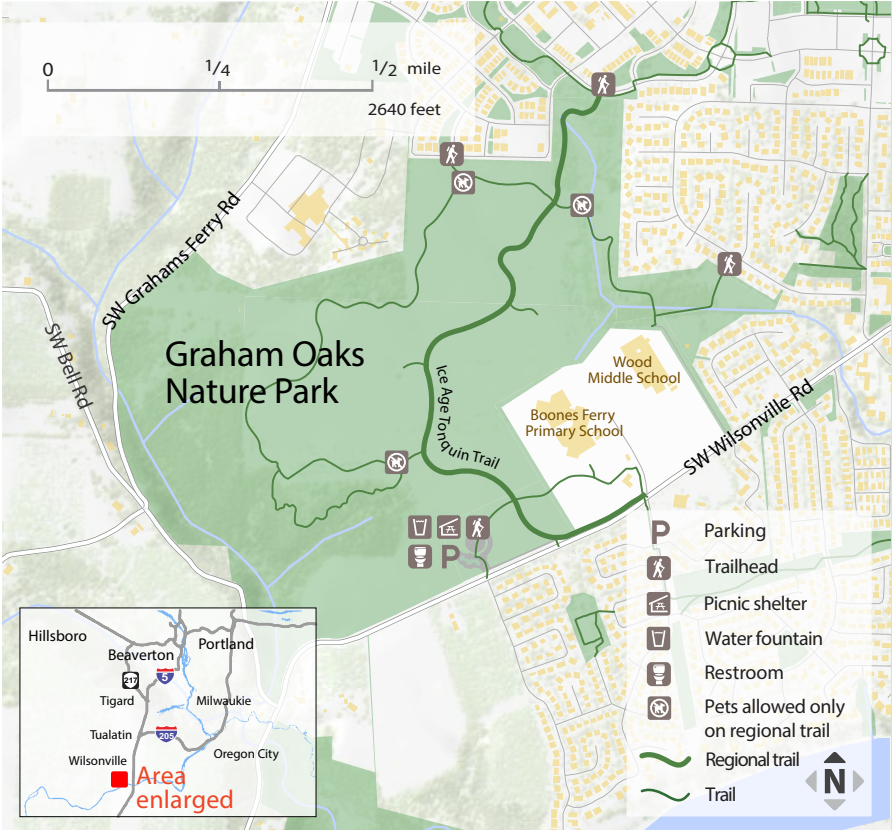 0 1/4 1/2 mile
2640 feet
SW Grahams Ferry Rd
SW Bell Rd
Graham Oaks
Nature Park
Ice Age Tonquin Trail
Wood
Middle School
Boones Ferry
Primary School
SW Wilsonville Rd
P
P Parking
Trailhead
Picnic shelter
Water fountain
Restroom
Pets allowed only
on regional trail
Regional trail
Trail
N
Hillsboro
Portland
Beaverton
217
5
Tigard
Milwaukie
Tualatin
205
Wilsonville
Oregon City
Area
enlarged